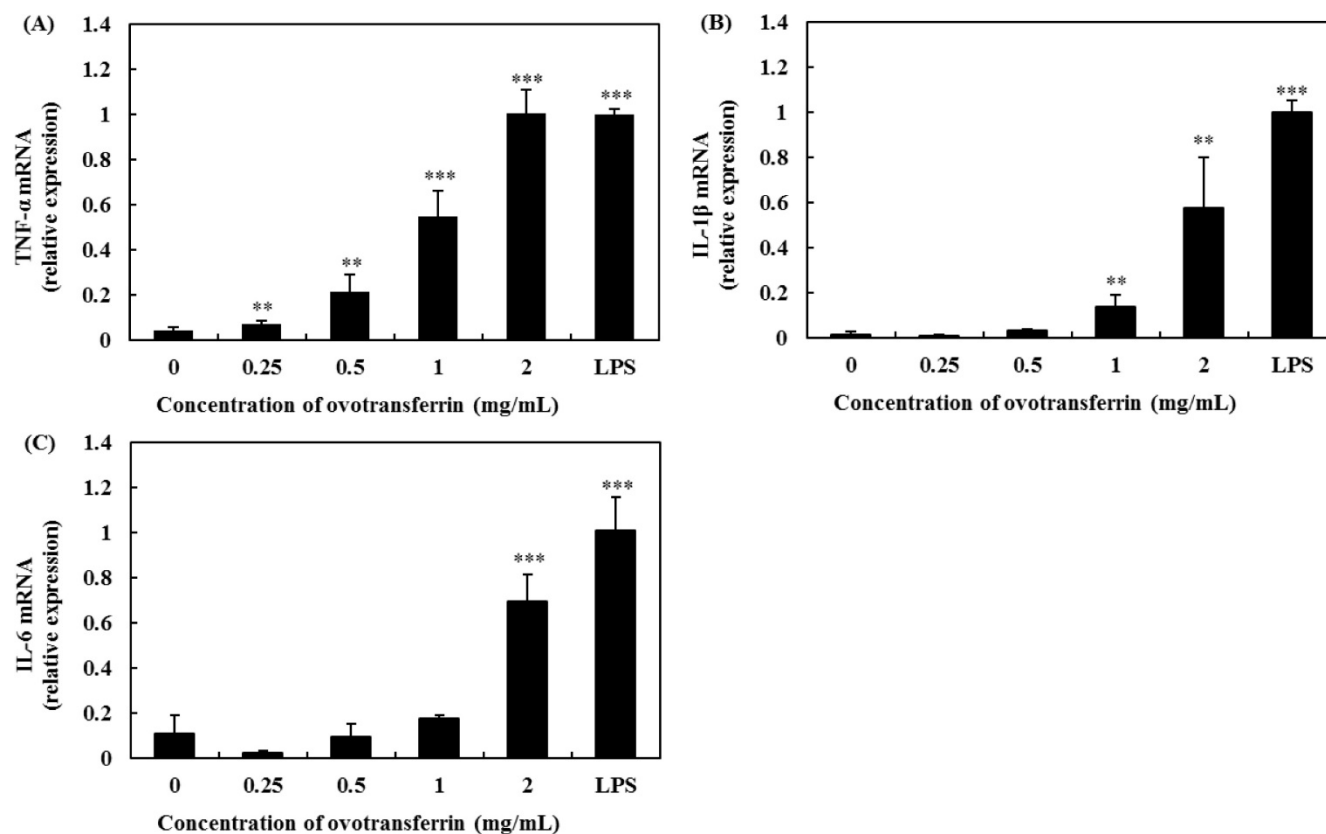 (A)
1.4
1.2
1
0.8
0.6
0.4
0.2
0
TNF-α mRNA
(relative expression)
**
**
***
***
***
0 0.25 0.5 1 2 LPS
Concentration of ovotransferrin (mg/mL)
(B)
1.4
1.2
1
0.8
0.6
0.4
0.2
0
IL-1β mRNA
(relative expression)
**
**
***
0 0.25 0.5 1 2 LPS
Concentration of ovotransferrin (mg/mL)
(C)
1.4
1.2
1
0.8
0.6
0.4
0.2
0
IL-6 mRNA
(relative expression)
***
***
0 0.25 0.5 1 2 LPS
Concentration of ovotransferrin (mg/mL)